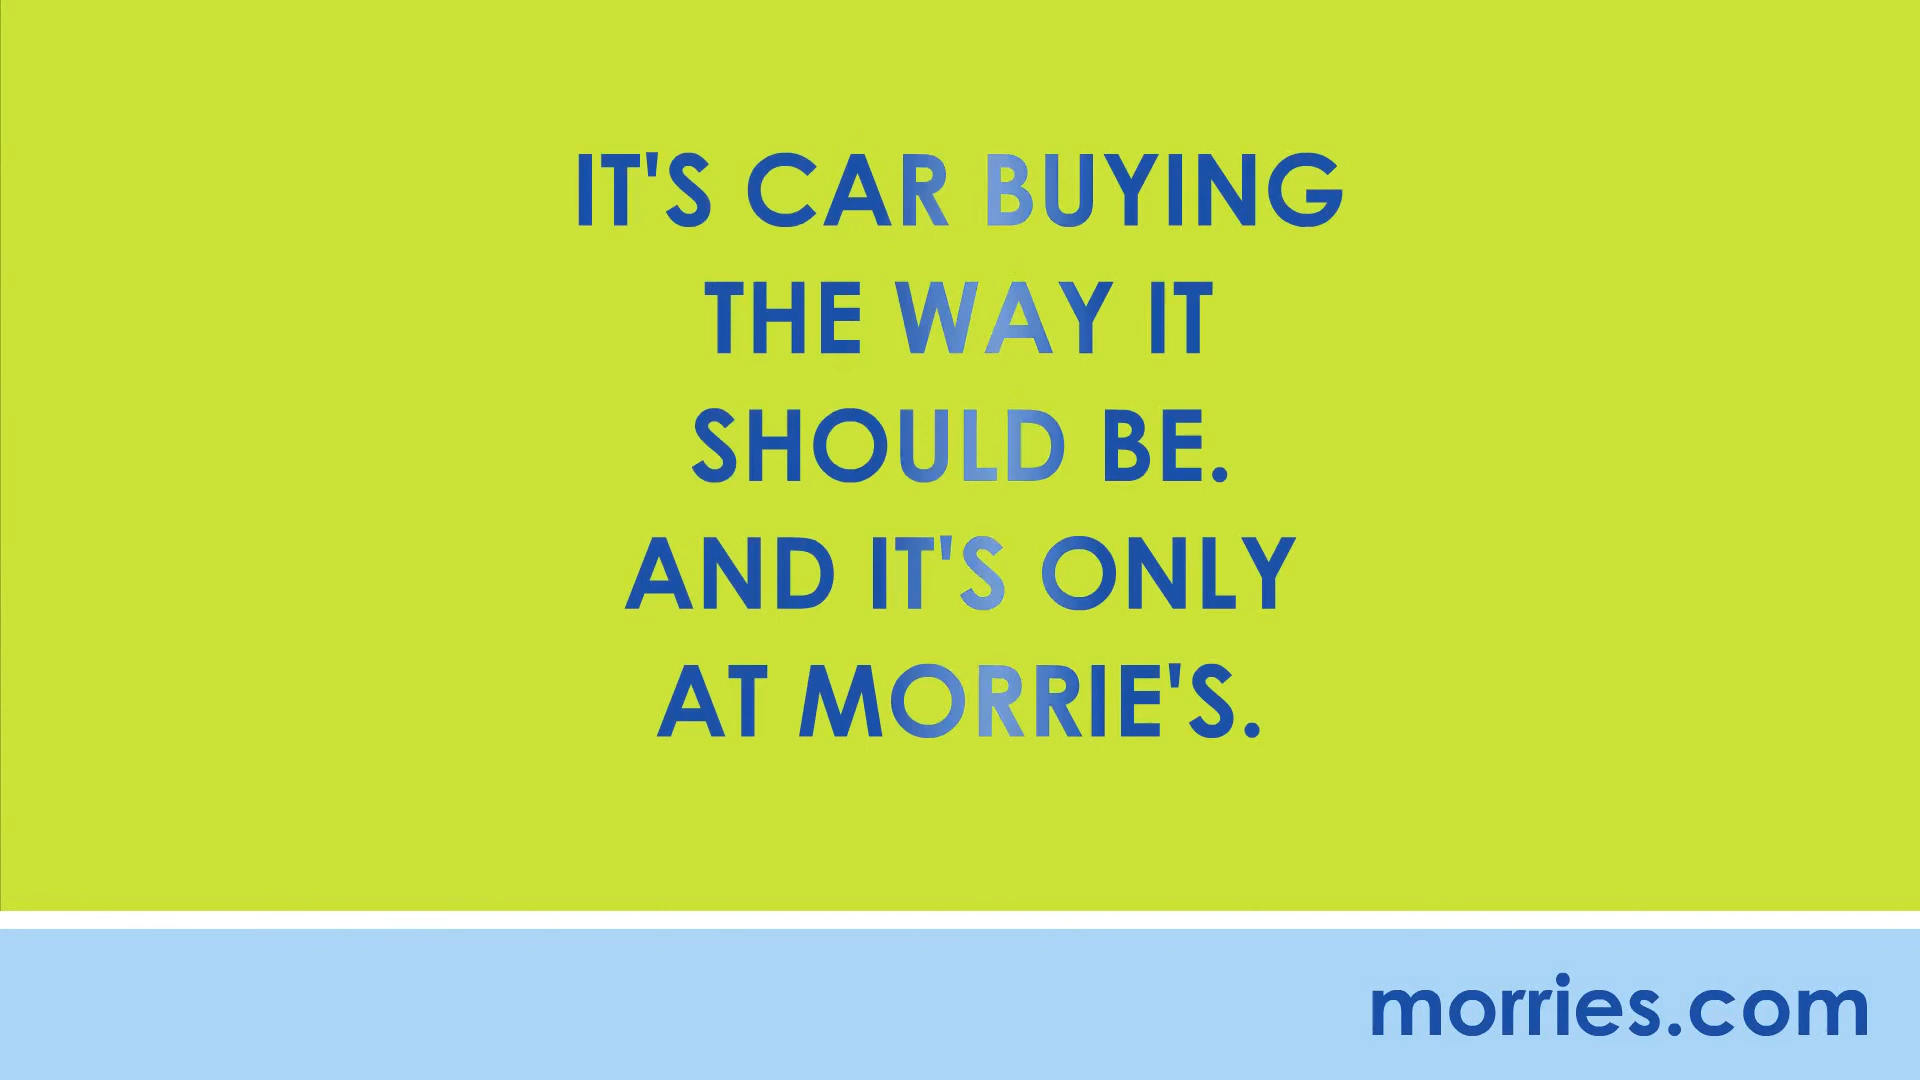 IT'S CAR BUYING
THE WAY IT
SHOULD BE.
AND IT'S ONLY
AT MORRIE'S.
morries.com